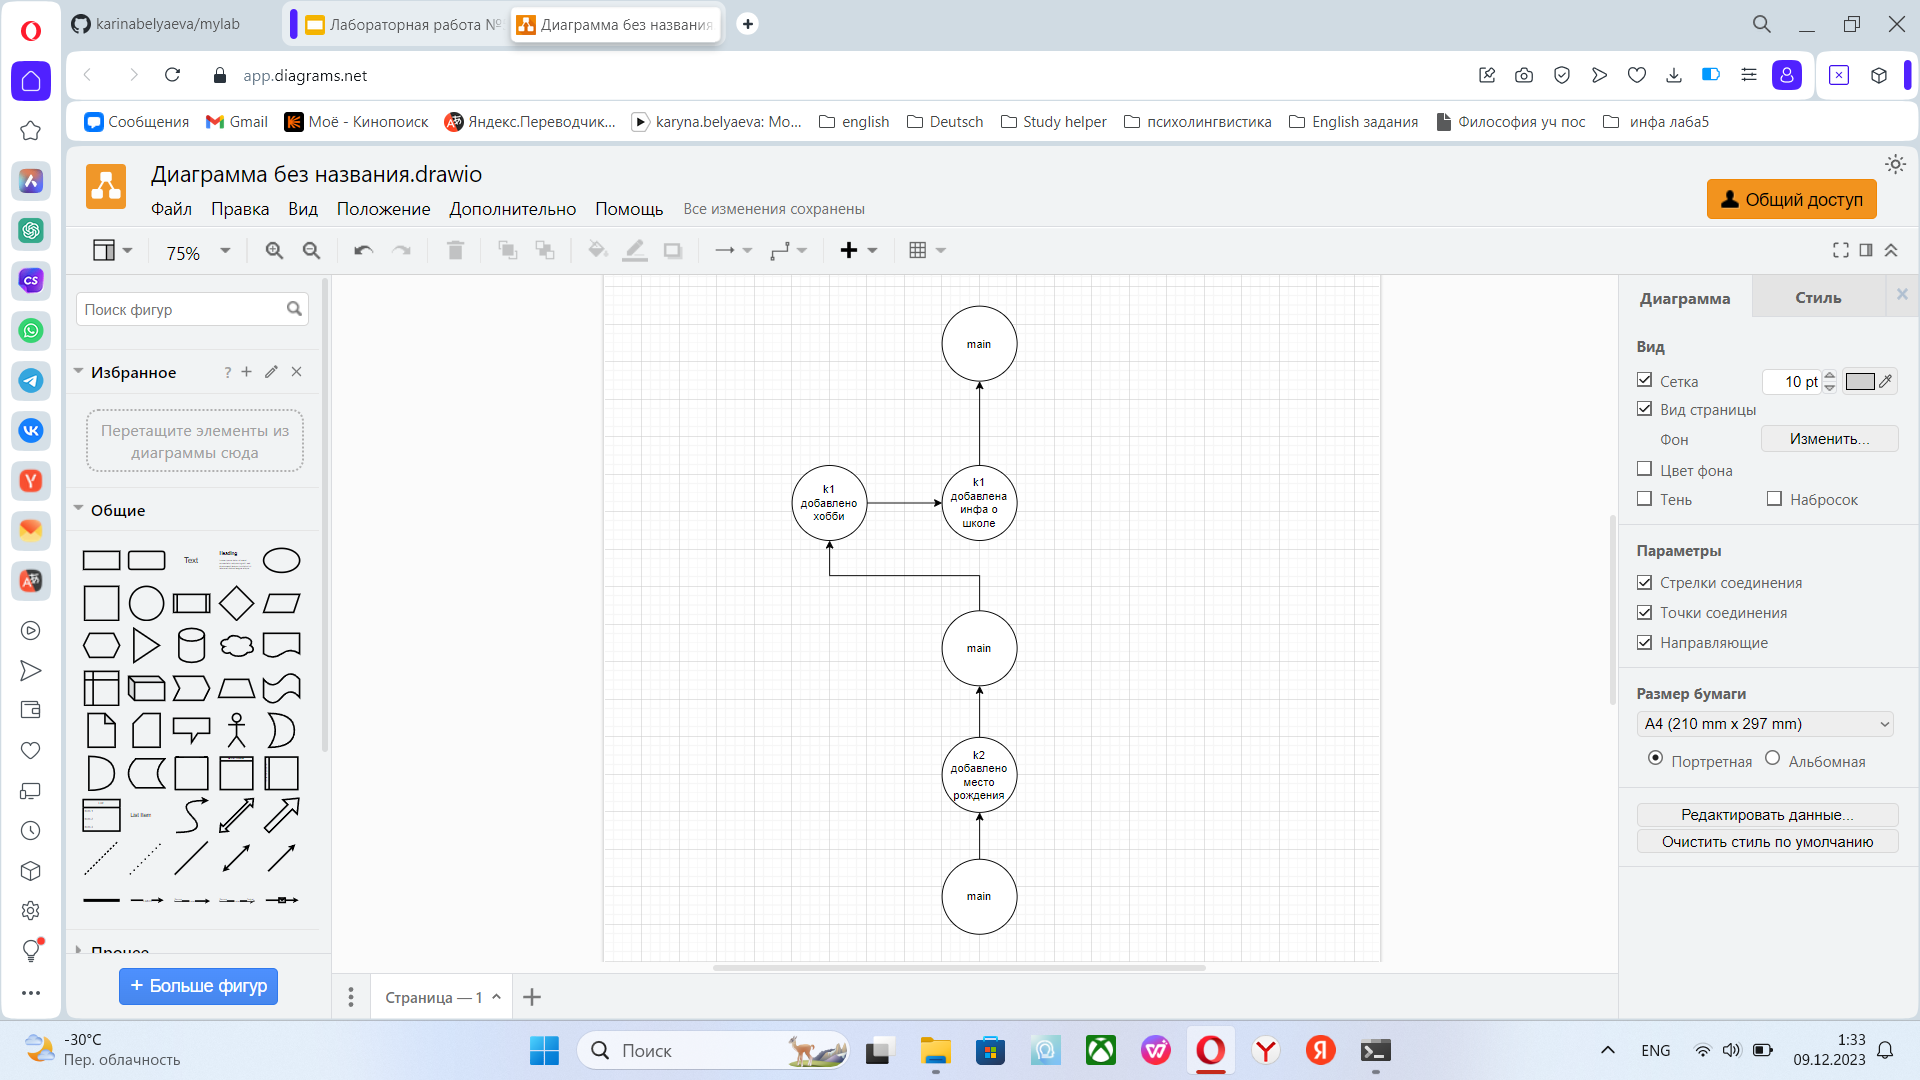 karinabelyaeva/mylab
Лабораторная работа №
Диаграмма без названия
app.diagrams.net
Сообщения
Gmail
Моё - Кинопоиск
Яндекс.Переводчик...
karyna.belyaeva: Mo...
english
Deutsch
Study helper
психолингвистика
English задания
Философия уч пос
инфа лаба5
Диаграмма без названия.drawio
Файл
Правка
Вид
Положение
Дополнительно
Помощь
Все изменения сохранены
Общий доступ
75%
Поиск фигур
Избранное
?
Перетащите элементы из
диаграммы сюда
Общие
Text
Heading
List Item
Прочее
+ Больше фигур
main
k1
добавлено
хобби
k1
добавлена
инфа о
школе
main
k2
добавлено
место
рождения
main
Страница — 1
Диаграмма
Стиль
Вид
Сетка
10 pt
Вид страницы
Фон
Изменить...
Цвет фона
Тень
Набросок
Параметры
Стрелки соединения
Точки соединения
Направляющие
Размер бумаги
A4 (210 mm x 297 mm)
Портретная
Альбомная
Редактировать данные...
Очистить стиль по умолчанию
-30°C
Пер. облачность
Поиск
ENG
1:33
09.12.2023